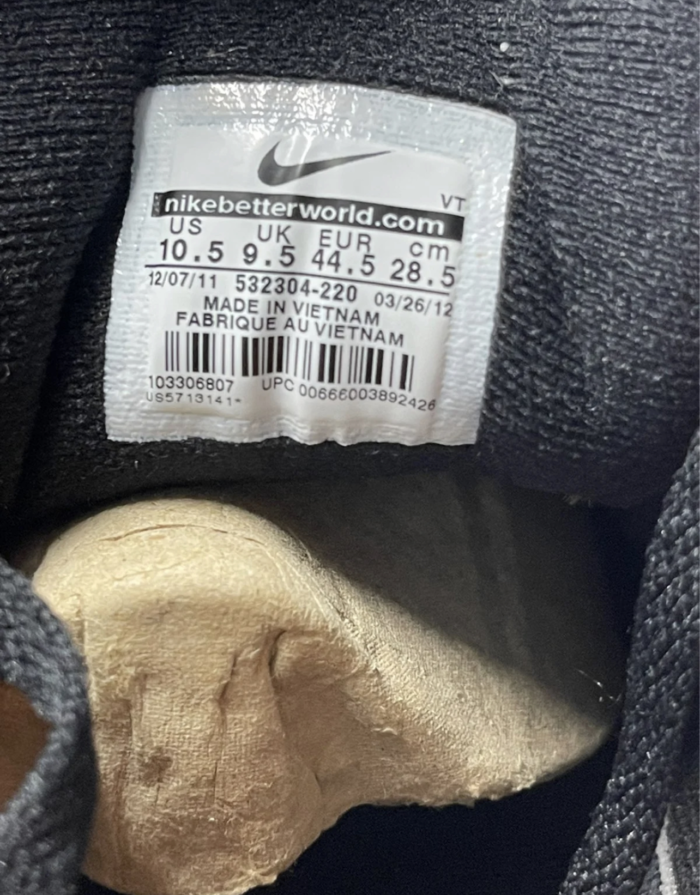 VT
nikebetterworld.com
US UK EUR cm
10.5 9.5 44.5 28.5
12/07/11 532304-220 03/26/12
MADE IN VIETNAM
FABRIQUE AU VIETNAM
103306807 UPC 00666003892426
US5713141-